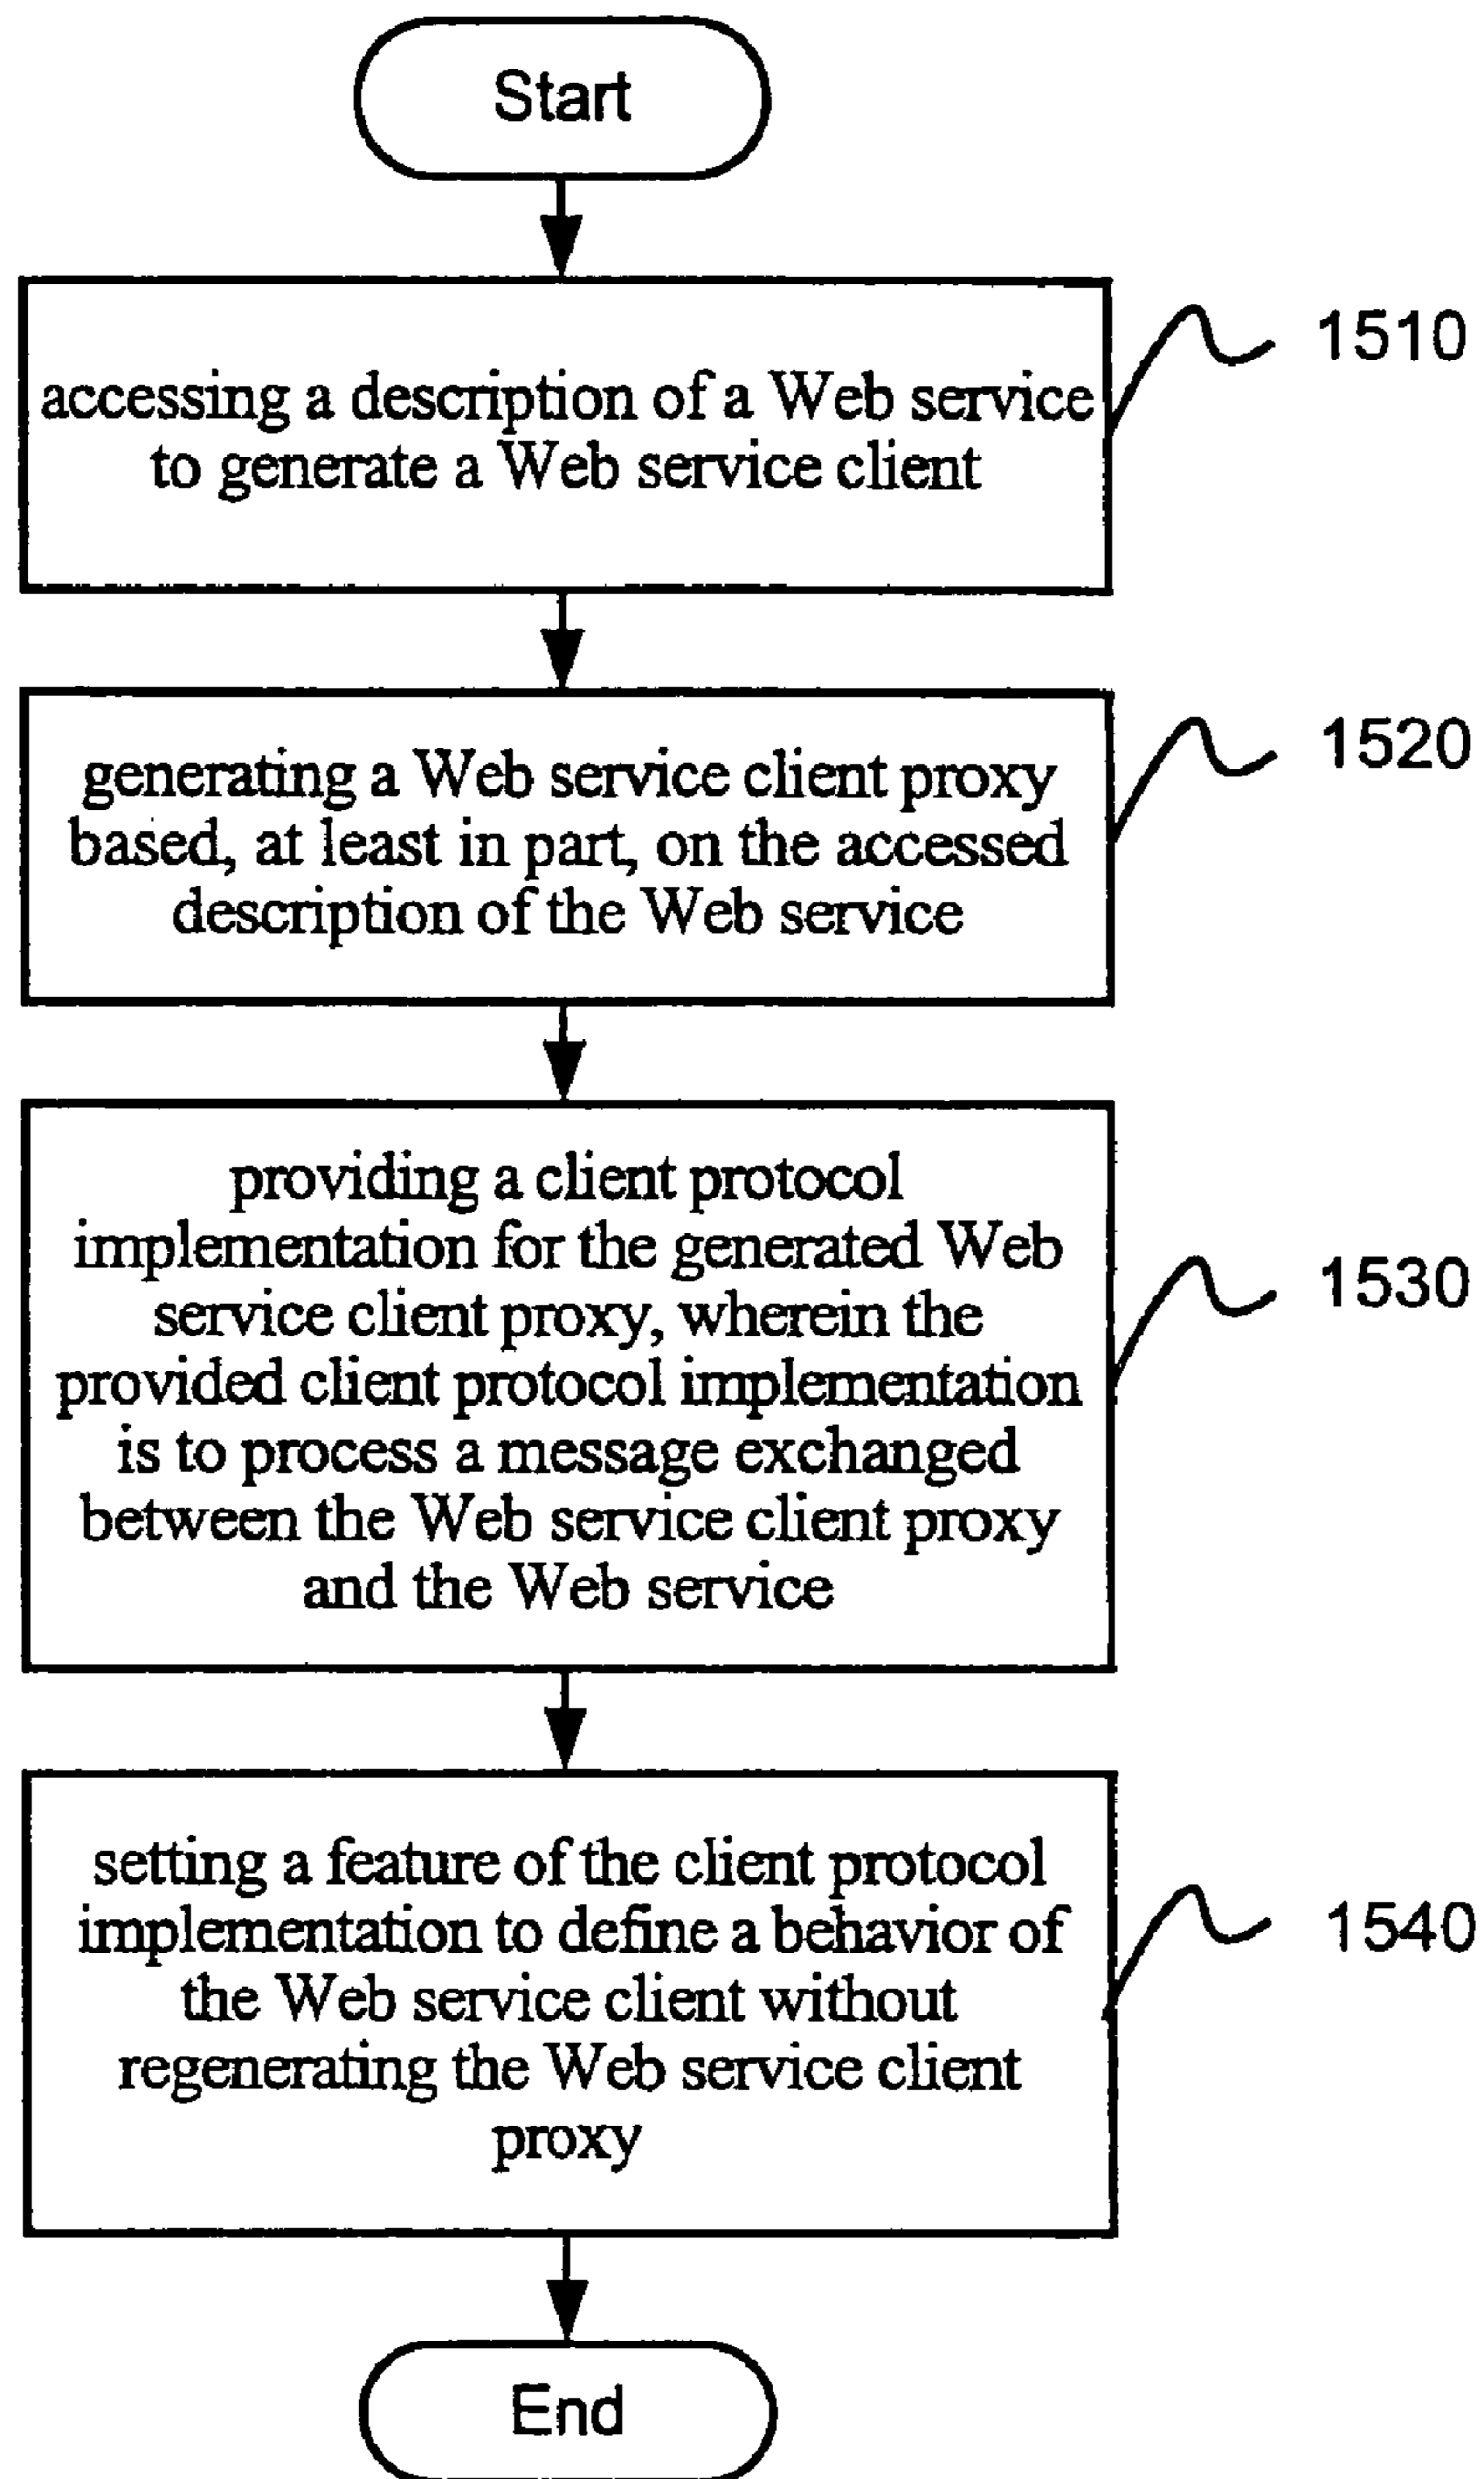 Start
accessing a description of a Web service
to generate a Web service client
1510
generating a Web service client proxy
based, at least in part, on the accessed
description of the Web service
1520
providing a client protocol
implementation for the generated Web
service client proxy, wherein the
provided client protocol implementation
is to process a message exchanged
between the Web service client proxy
and the Web service
1530
setting a feature of the client protocol
implementation to define a behavior of
the Web service client without
regenerating the Web service client
proxy
1540
End